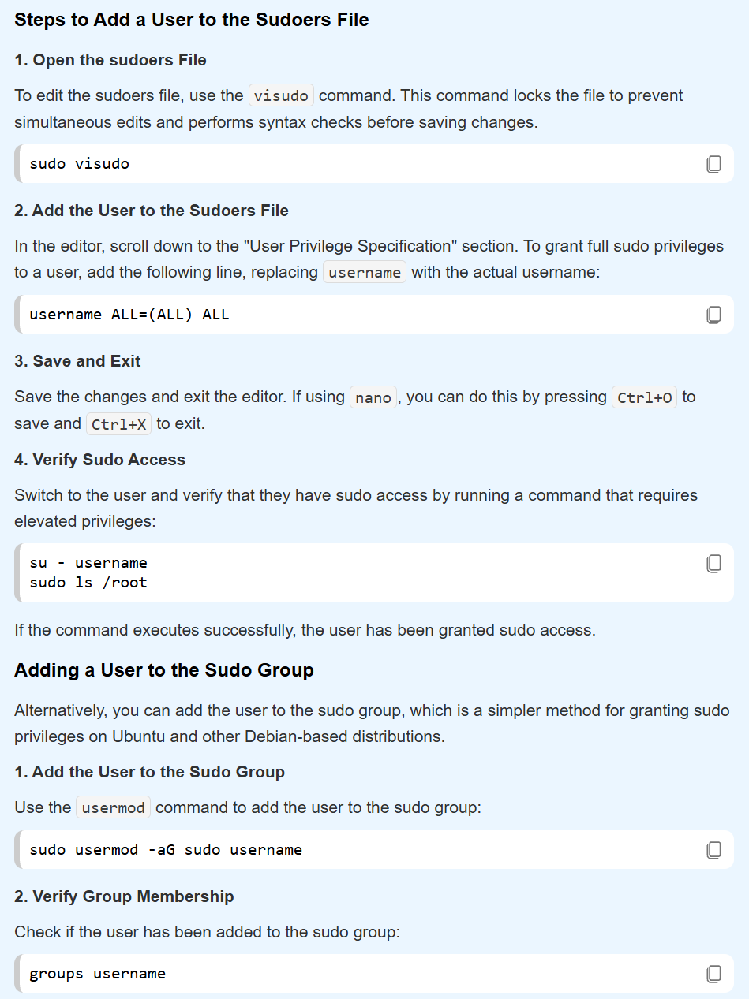 Steps to Add a User to the Sudoers File
1. Open the sudoers File
To edit the sudoers file, use the visudo command. This command locks the file to prevent
simultaneous edits and performs syntax checks before saving changes.
sudo visudo
2. Add the User to the Sudoers File
In the editor, scroll down to the "User Privilege Specification" section. To grant full sudo privileges
to a user, add the following line, replacing username with the actual username:
username ALL=(ALL) ALL
3. Save and Exit
Save the changes and exit the editor. If using nano, you can do this by pressing Ctrl+O to
save and Ctrl+X to exit.
4. Verify Sudo Access
Switch to the user and verify that they have sudo access by running a command that requires
elevated privileges:
su - username
sudo ls /root
If the command executes successfully, the user has been granted sudo access.
Adding a User to the Sudo Group
Alternatively, you can add the user to the sudo group, which is a simpler method for granting sudo
privileges on Ubuntu and other Debian-based distributions.
1. Add the User to the Sudo Group
Use the usermod command to add the user to the sudo group:
sudo usermod -aG sudo username
2. Verify Group Membership
Check if the user has been added to the sudo group:
groups username